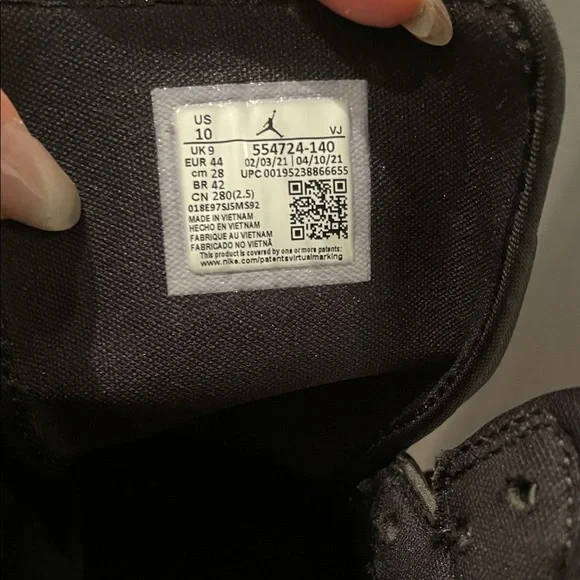 US
10
VJ
UK 9
554724-140
EUR 44
02/03/21 | 04/10/21
cm 28
UPC 00195238866655
BR 42
CN 280(2.5)
018E97SJSMS92
MADE IN VIETNAM
HECHO EN VIETNAM
FABRIQUE AU VIETNAM
FABRICADO NO VIETNÃ
This product is covered by one or more patents:
www.nike.com/patentsvirtualmarking